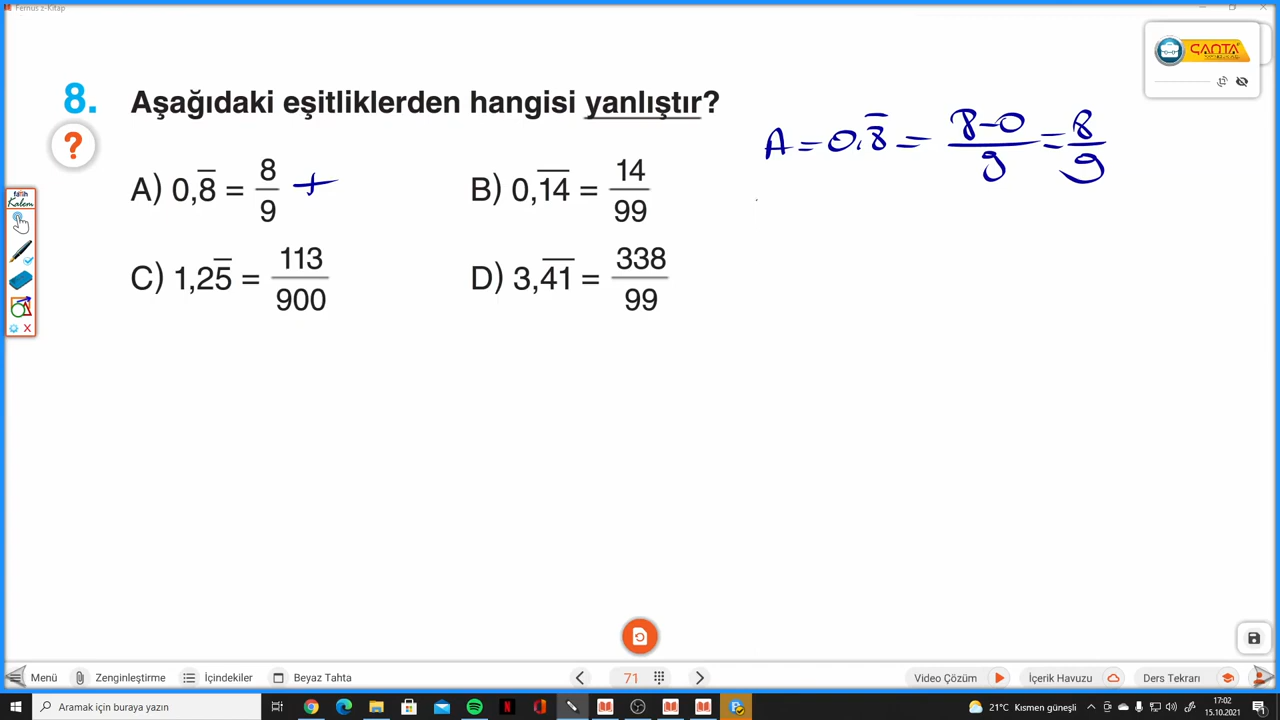 Fernus z-Kitap
ÇANTA
8. Aşağıdaki eşitliklerden hangisi yanlıştır?
?
A = 0.8̅ = 8-0/9 = 8/9
A) 0,8̅ = 8/9 +
B) 0,1̅4̅ = 14/99
C) 1,25̅ = 113/900
D) 3,4̅1̅ = 338/99
fatih
Kalem
Menü
Zenginleştirme
İçindekiler
Beyaz Tahta
71
Video Çözüm
İçerik Havuzu
Ders Tekrarı
Aramak için buraya yazın
21°C Kısmen güneşli
17:02
15.10.2021